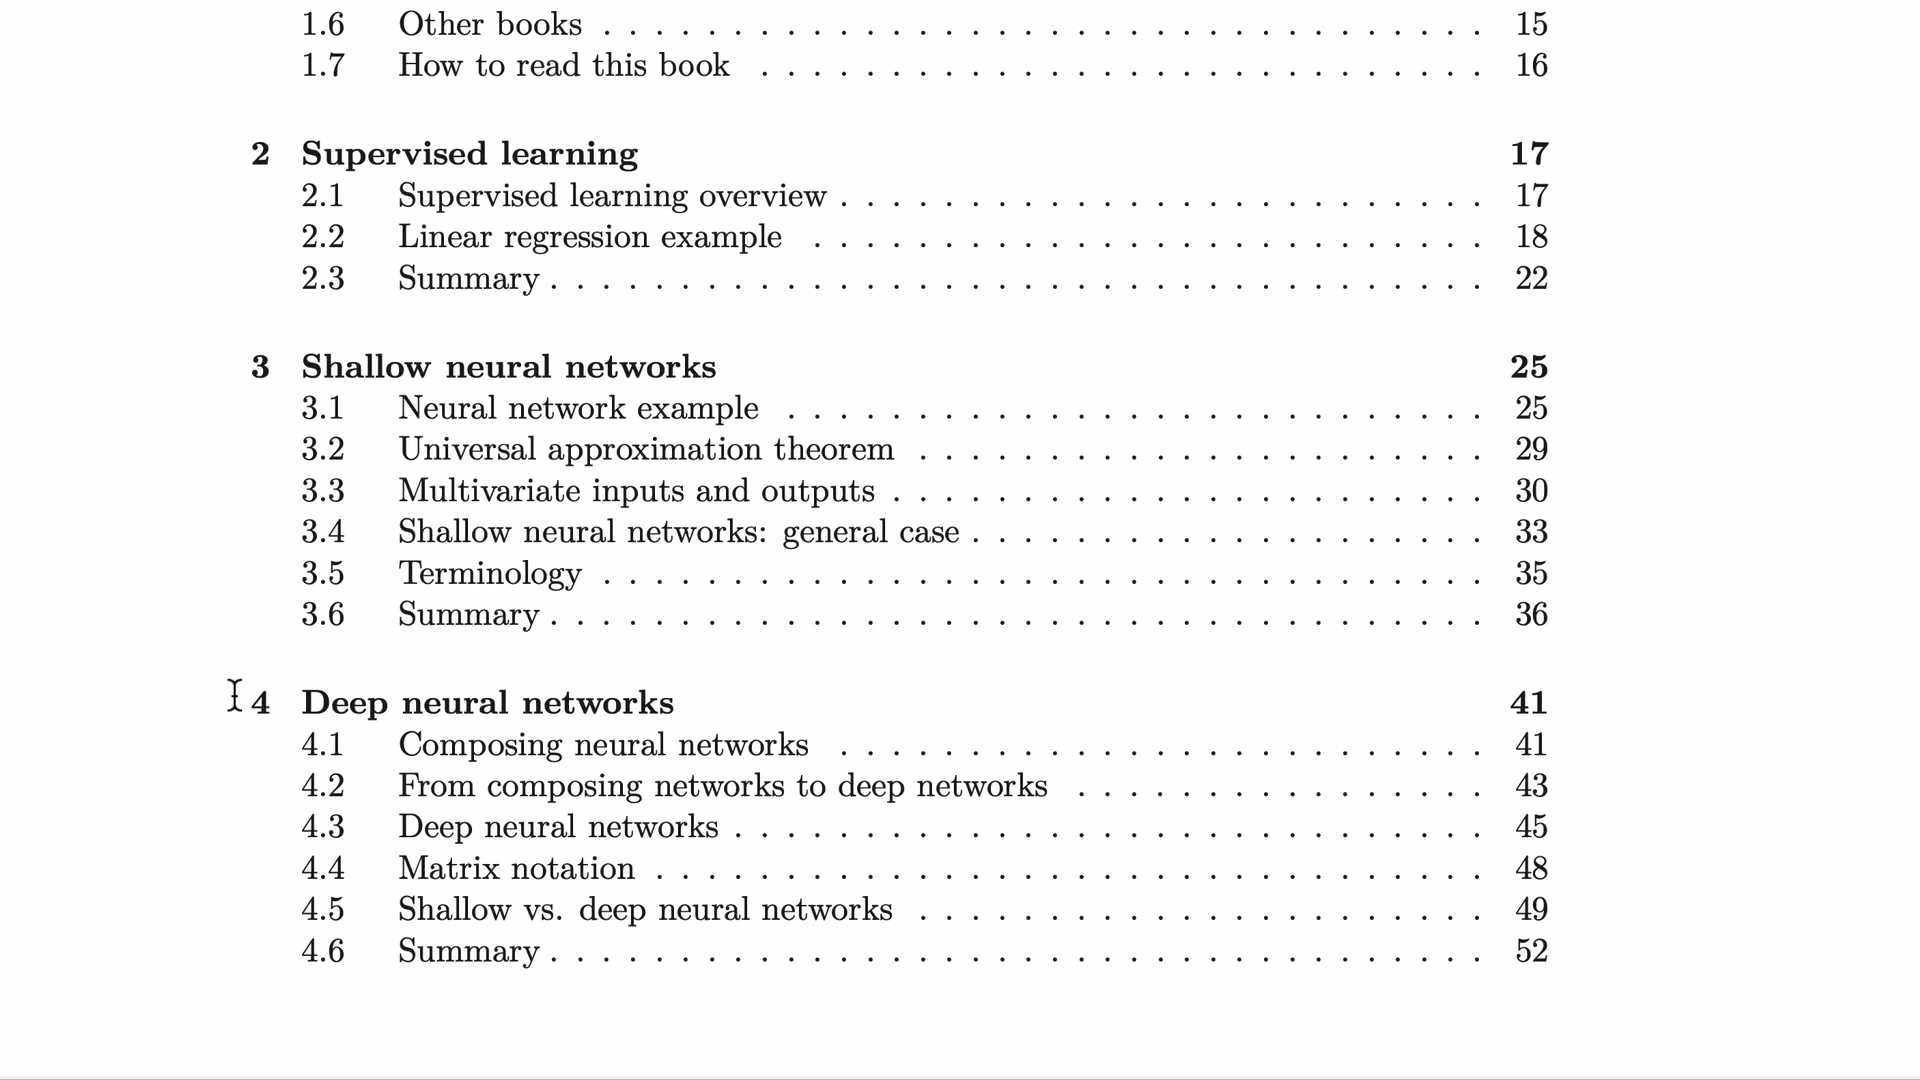 1.6 Other books . . . . . . . . . . . . . . . . . . . . . . . . . . . . . . . . . . 15
1.7 How to read this book . . . . . . . . . . . . . . . . . . . . . . . . . . . . 16
2 Supervised learning 17
2.1 Supervised learning overview . . . . . . . . . . . . . . . . . . . . . . . . . 17
2.2 Linear regression example . . . . . . . . . . . . . . . . . . . . . . . . . . 18
2.3 Summary . . . . . . . . . . . . . . . . . . . . . . . . . . . . . . . . . . . . 22
3 Shallow neural networks 25
3.1 Neural network example . . . . . . . . . . . . . . . . . . . . . . . . . . . 25
3.2 Universal approximation theorem . . . . . . . . . . . . . . . . . . . . . . 29
3.3 Multivariate inputs and outputs . . . . . . . . . . . . . . . . . . . . . . . 30
3.4 Shallow neural networks: general case . . . . . . . . . . . . . . . . . . . . 33
3.5 Terminology . . . . . . . . . . . . . . . . . . . . . . . . . . . . . . . . . . 35
3.6 Summary . . . . . . . . . . . . . . . . . . . . . . . . . . . . . . . . . . . . 36
4 Deep neural networks 41
4.1 Composing neural networks . . . . . . . . . . . . . . . . . . . . . . . . . 41
4.2 From composing networks to deep networks . . . . . . . . . . . . . . . . 43
4.3 Deep neural networks . . . . . . . . . . . . . . . . . . . . . . . . . . . . . 45
4.4 Matrix notation . . . . . . . . . . . . . . . . . . . . . . . . . . . . . . . . 48
4.5 Shallow vs. deep neural networks . . . . . . . . . . . . . . . . . . . . . . 49
4.6 Summary . . . . . . . . . . . . . . . . . . . . . . . . . . . . . . . . . . . . 52